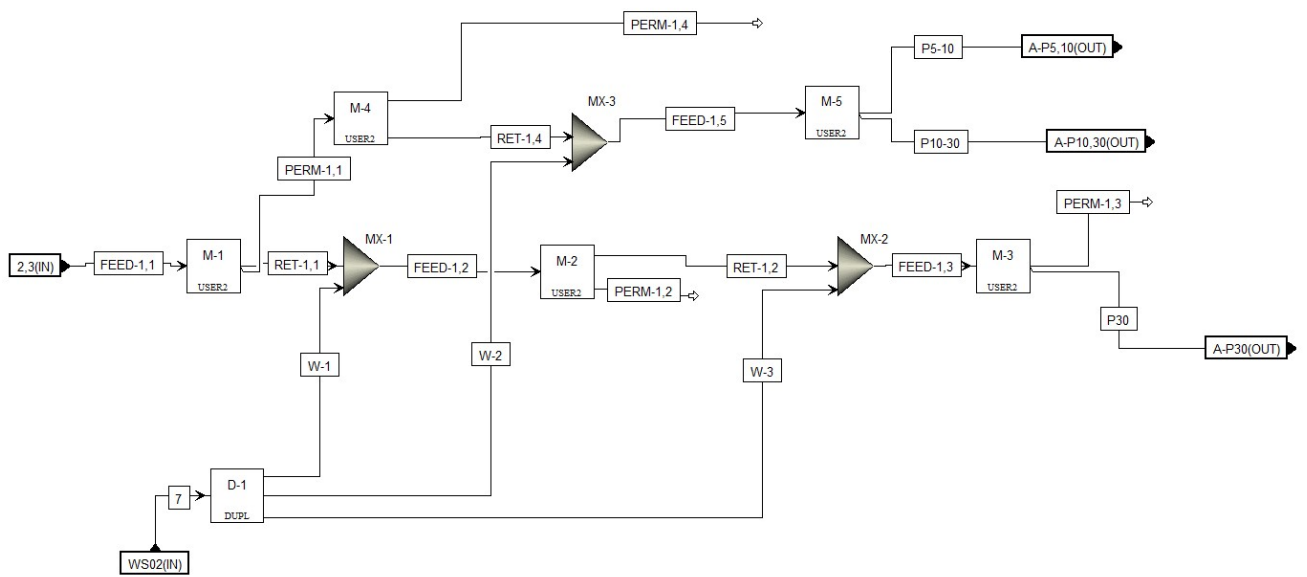 PERM-1,4
P5-10
A-P5,10(OUT)
M-4
USER2
MX-3
M-5
USER2
RET-1,4
FEED-1,5
P10-30
A-P10,30(OUT)
PERM-1,1
PERM-1,3
2,3(IN)
FEED-1,1
M-1
USER2
RET-1,1
MX-1
FEED-1,2
M-2
USER2
RET-1,2
PERM-1,2
MX-2
FEED-1,3
M-3
USER2
P30
A-P30(OUT)
W-1
W-2
W-3
7
D-1
DUPL
WS02(IN)